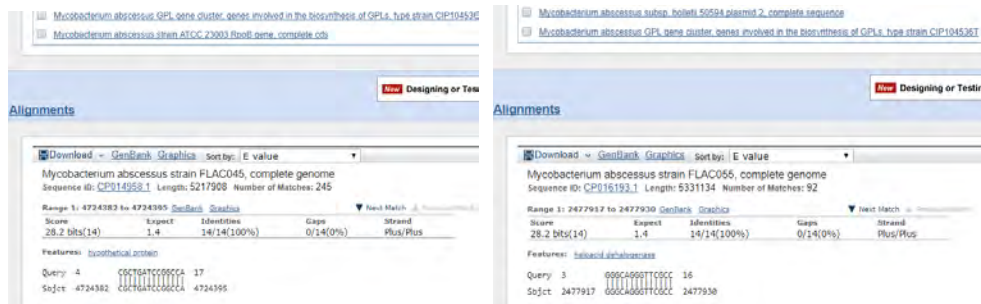 Mycobacterium abscessus GPL gene cluster, genes involved in the biosynthesis of GPLs, type strain CIP104536
Mycobacterium abscessus strain ATCC 23003 RpoB gene, complete cds
New Designing or Tes
Alignments
Download GenBank Graphics Sort by: E value
Mycobacterium abscessus strain FLAC045, complete genome
Sequence ID: CP014958.1 Length: 5217908 Number of Matches: 245
Range 1: 4724382 to 4724395 GenBank Graphics Next Match
Score Expect Identities Gaps Strand
28.2 bits(14) 1.4 14/14(100%) 0/14(0%) Plus/Plus
Features: hypothetical protein
Query 4 CGCTGATCCGGCCA 17
Sbjct 4724382 CGCTGATCCGGCCA 4724395
Mycobacterium abscessus subsp. bolletii 50594 plasmid 2, complete sequence
Mycobacterium abscessus GPL gene cluster, genes involved in the biosynthesis of GPLs, type strain CIP104536T
New Designing or Testin
Alignments
Download GenBank Graphics Sort by: E value
Mycobacterium abscessus strain FLAC055, complete genome
Sequence ID: CP016193.1 Length: 5331134 Number of Matches: 92
Range 1: 2477917 to 2477930 GenBank Graphics Next Match
Score Expect Identities Gaps Strand
28.2 bits(14) 1.4 14/14(100%) 0/14(0%) Plus/Plus
Features: haloacid dehalogenase
Query 3 GGGCAGGGTTCGCC 16
Sbjct 2477917 GGGCAGGGTTCGCC 2477930